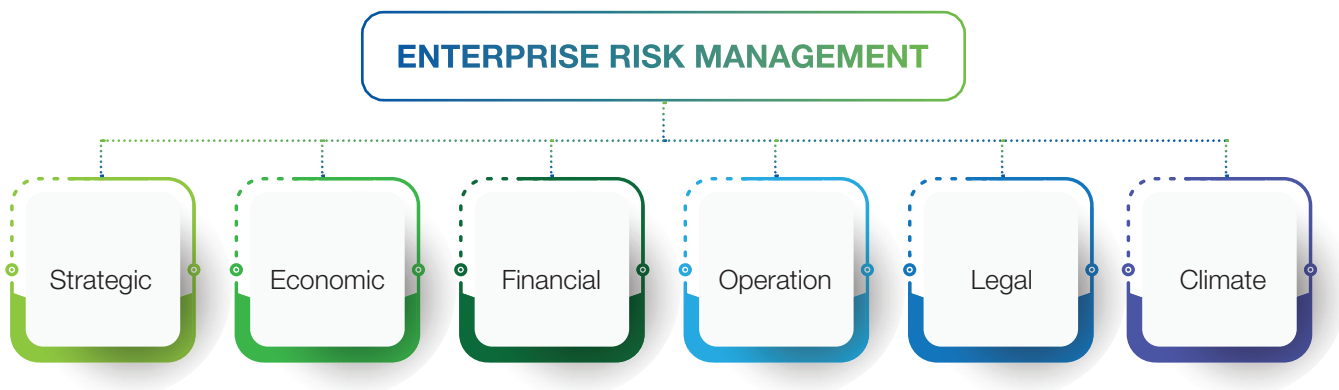 ENTERPRISE RISK MANAGEMENT
Strategic
Economic
Financial
Operation
Legal
Climate